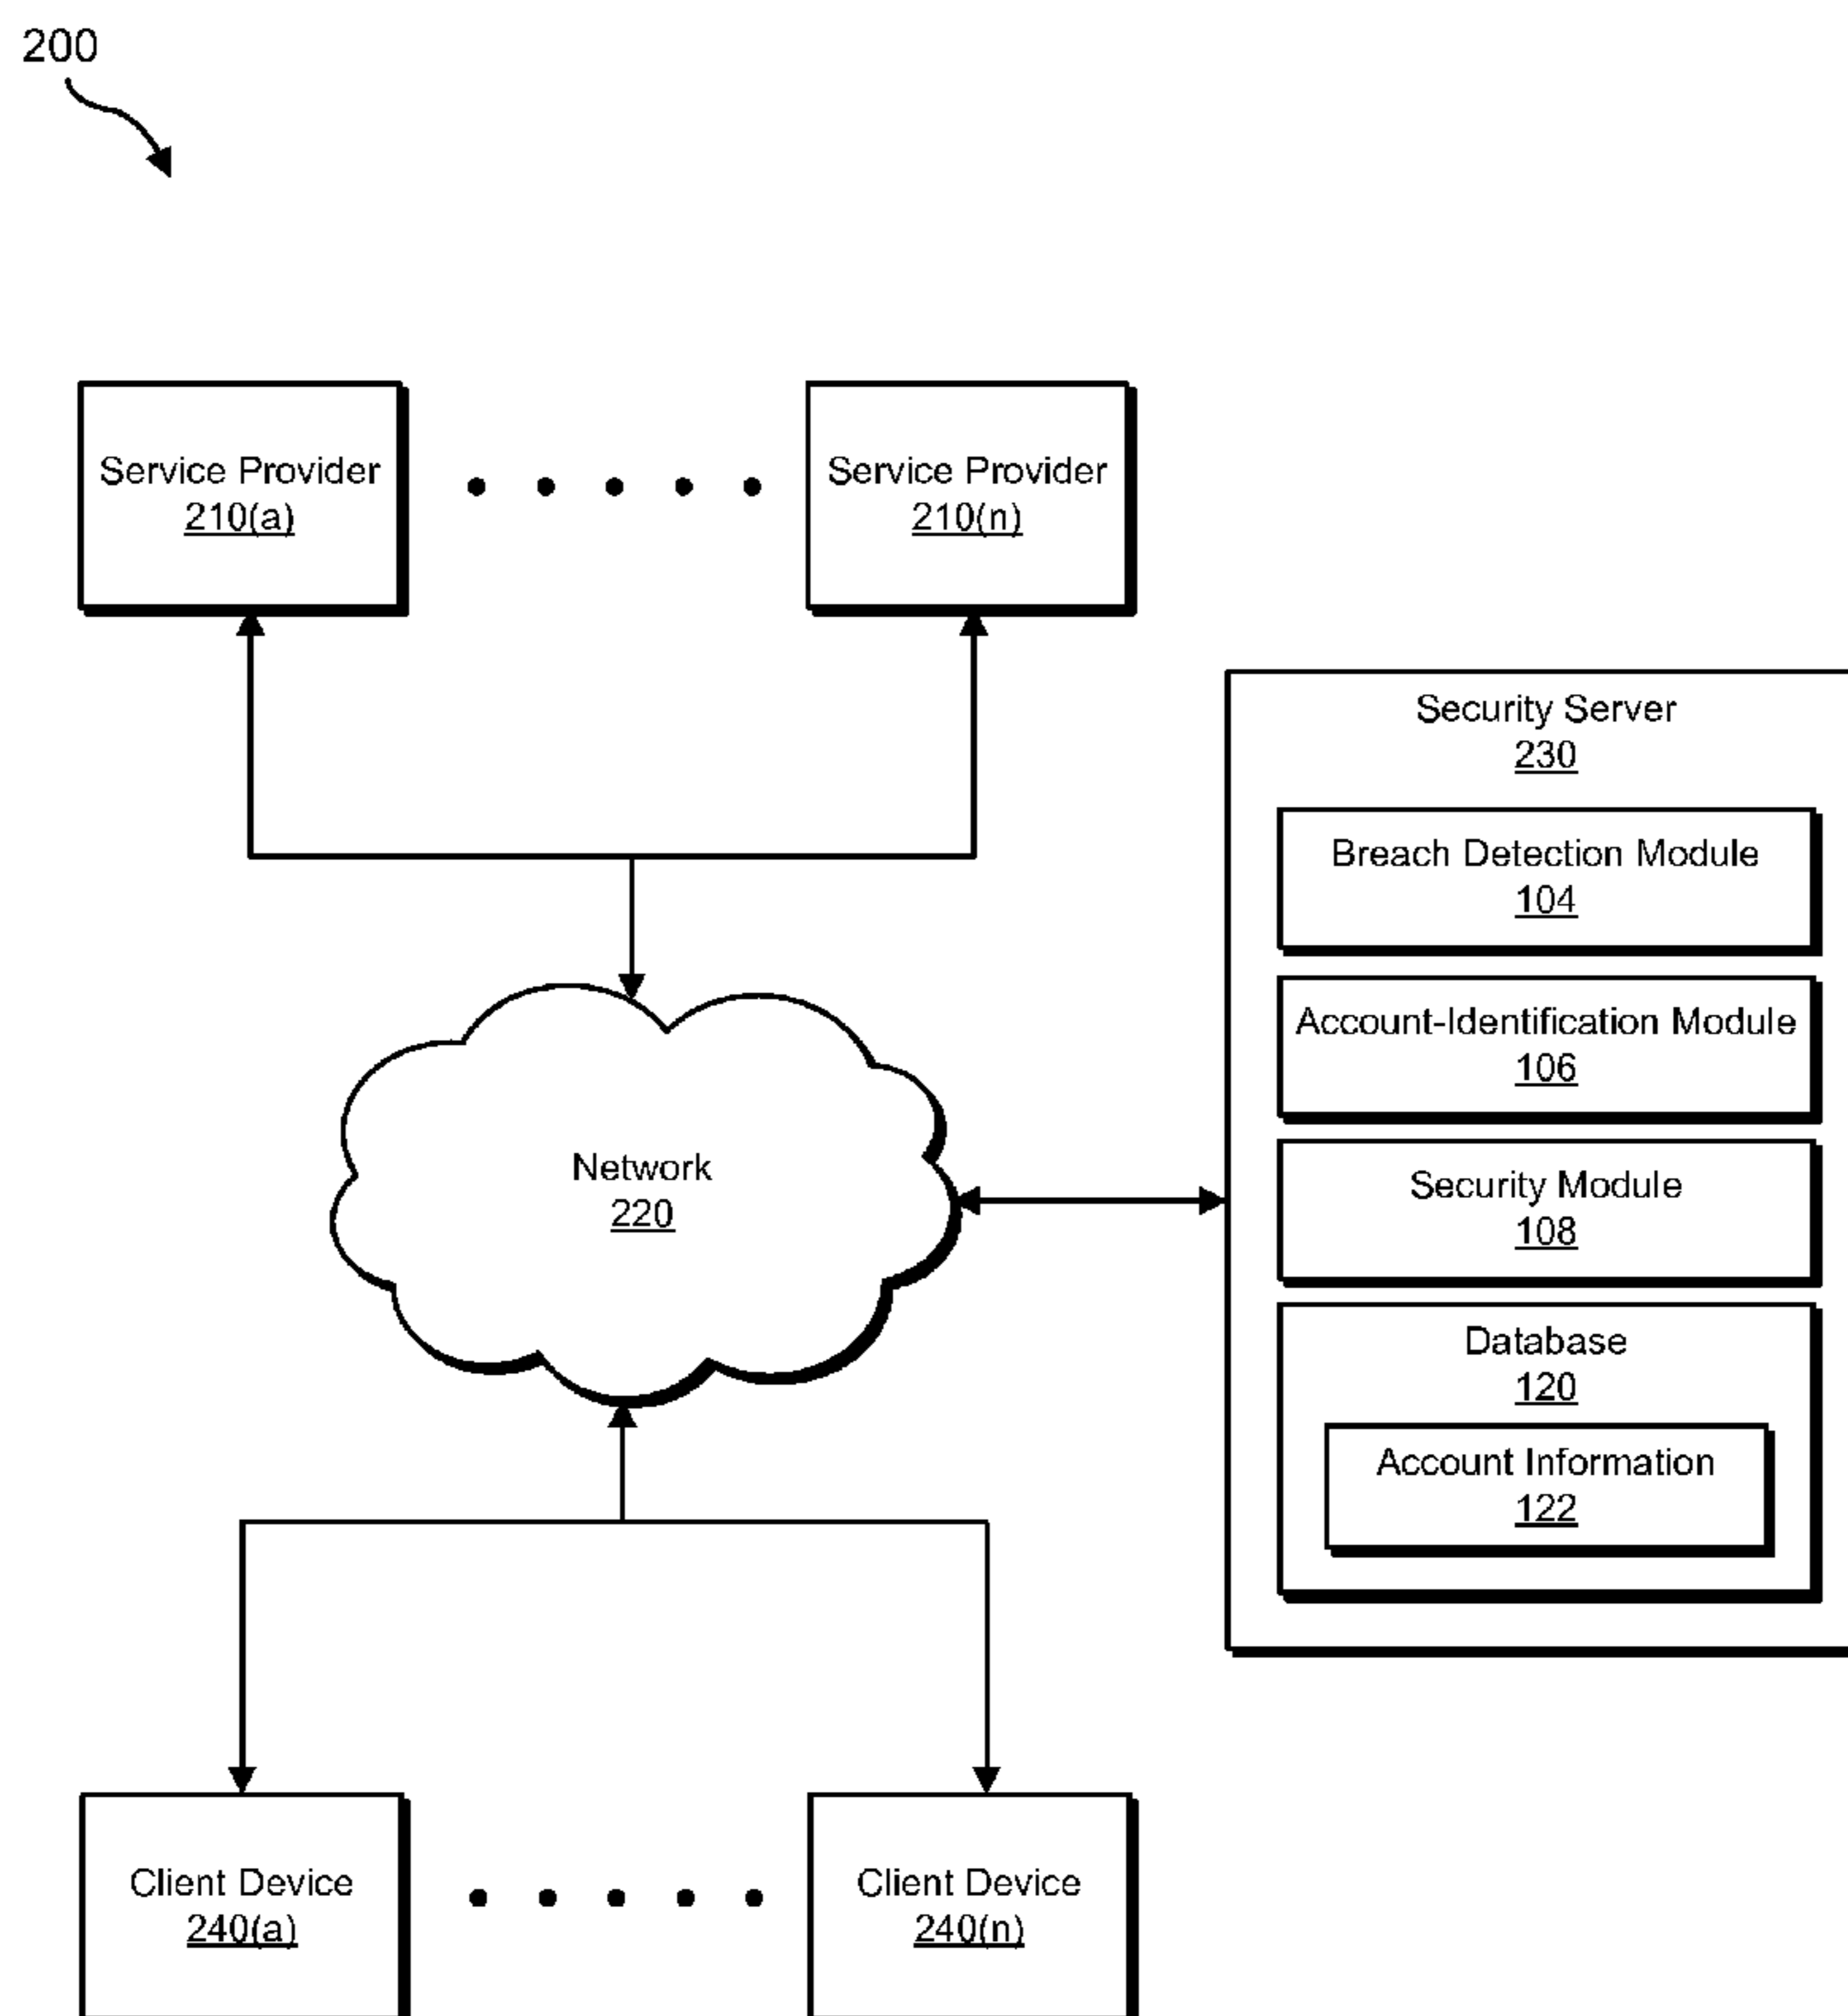 200
Service Provider
210(a)
Service Provider
210(n)
Security Server
230
Breach Detection Module
104
Account-Identification Module
106
Security Module
108
Database
120
Account Information
122
Network
220
Client Device
240(a)
Client Device
240(n)